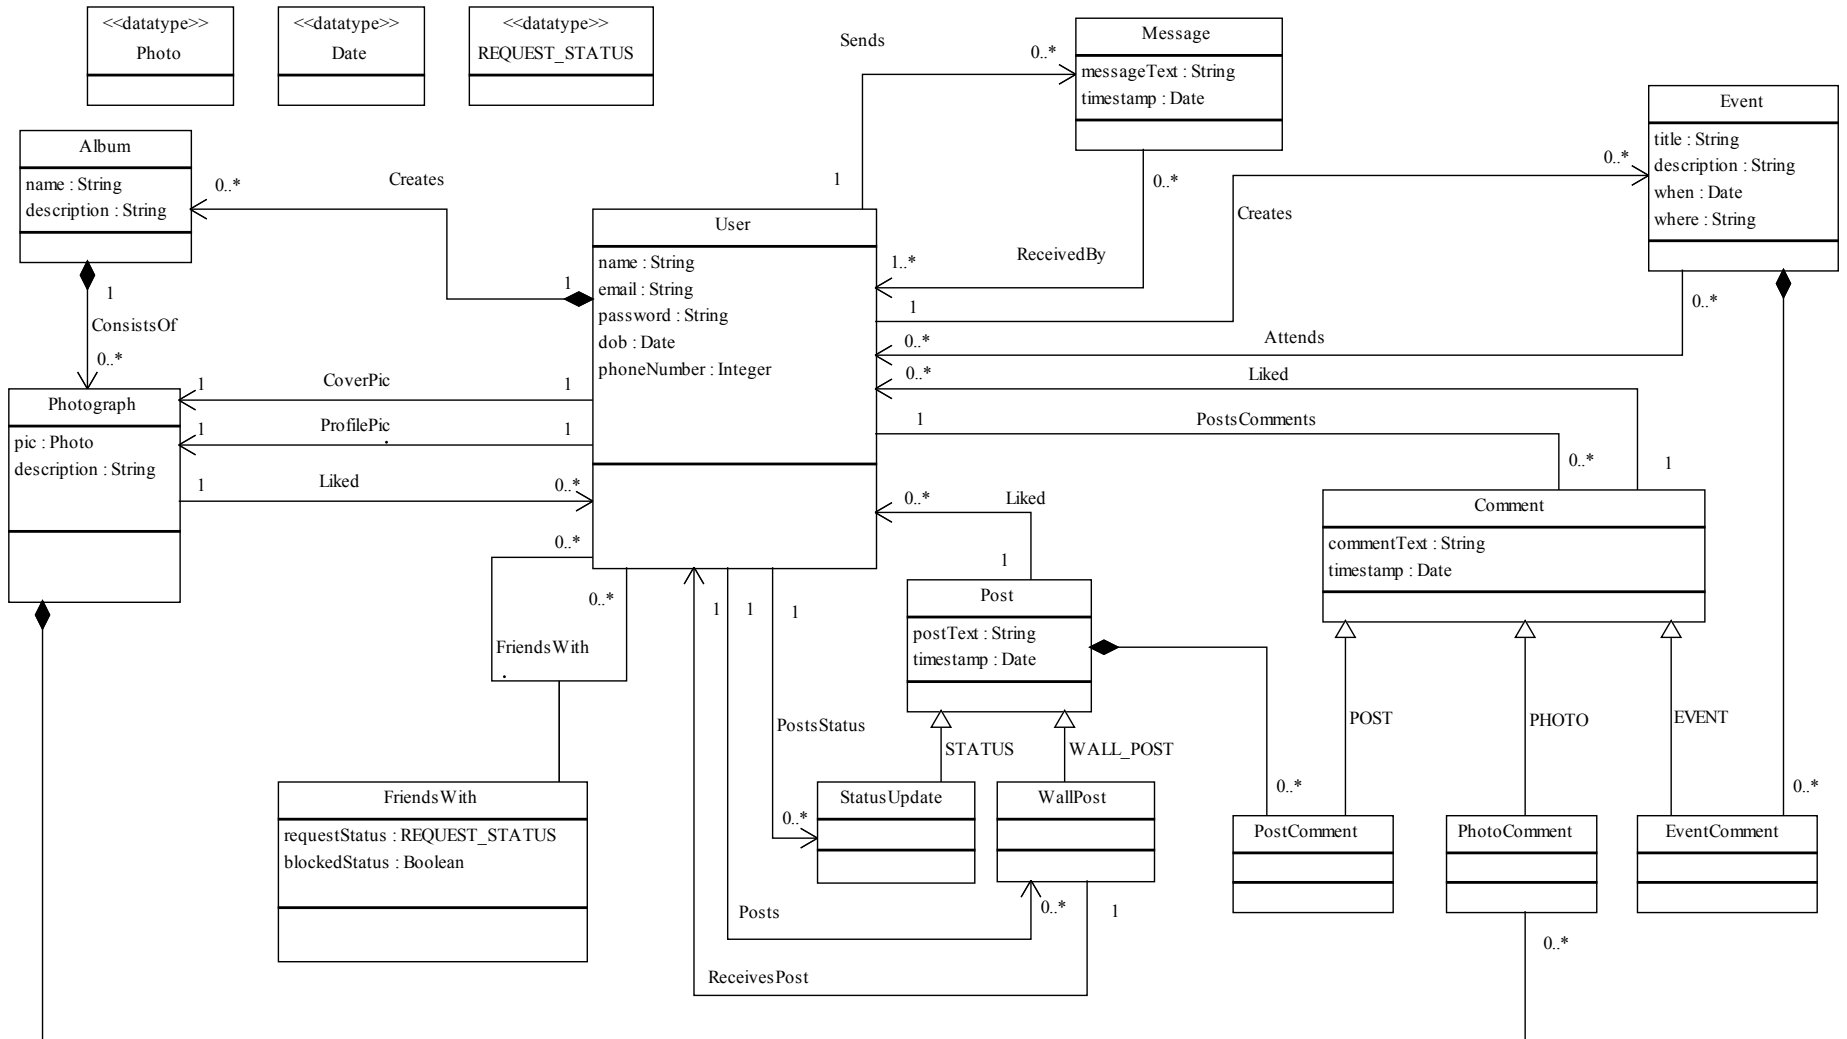 <<datatype>>
Photo
<<datatype>>
Date
<<datatype>>
REQUEST_STATUS
Sends
0..*
1
Message
messageText : String
timestamp : Date
0..*
ReceivedBy
1..*
Event
title : String
description : String
when : Date
where : String
0..*
Creates
1
0..*
Attends
0..*
Album
name : String
description : String
0..*
Creates
1
1
ConsistsOf
0..*
User
name : String
email : String
password : String
dob : Date
phoneNumber : Integer
Photograph
pic : Photo
description : String
1
CoverPic
1
1
ProfilePic
1
1
Liked
0..*
0..*
Liked
1
1
PostsComments
0..*
0..*
Liked
1
Comment
commentText : String
timestamp : Date
0..*
0..*
FriendsWith
FriendsWith
requestStatus : REQUEST_STATUS
blockedStatus : Boolean
1
1
1
Post
postText : String
timestamp : Date
PostsStatus
0..*
STATUS
WALL_POST
StatusUpdate
WallPost
Posts
0..*
1
ReceivesPost
POST
PHOTO
EVENT
0..*
0..*
PostComment
PhotoComment
EventComment
0..*